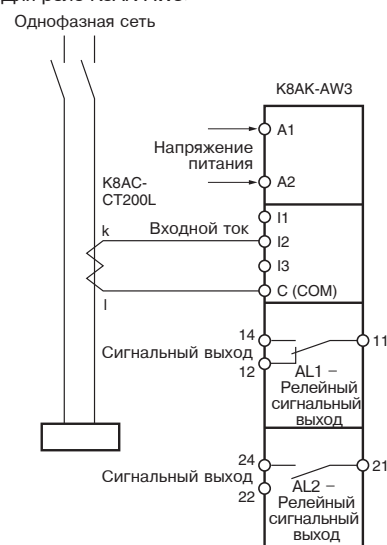 Однофазная сеть
K8AK-AW3
A1
Напряжение
питания
A2
K8AC-
CT200L
I1
k
Входной ток
I2
I3
C (COM)
l
14
11
Сигнальный выход
12
AL1 –
Релейный
сигнальный
выход
24
21
Сигнальный выход
22
AL2 –
Релейный
сигнальный
выход